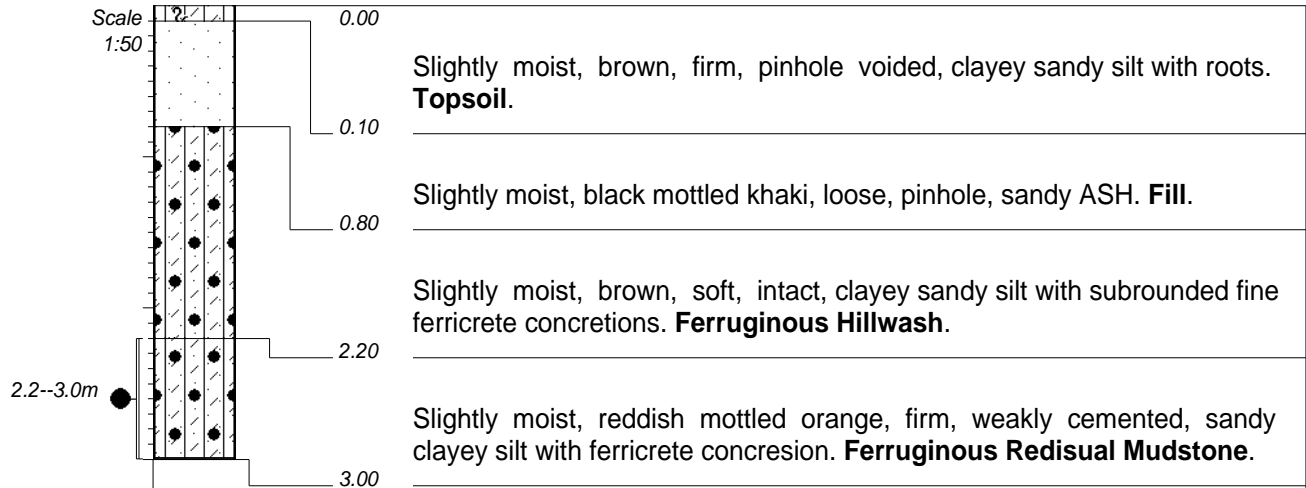 Scale
1:50
0.00
Slightly moist, brown, firm, pinhole voided, clayey sandy silt with roots.
Topsoil.
0.10
Slightly moist, black mottled khaki, loose, pinhole, sandy ASH. Fill.
0.80
Slightly moist, brown, soft, intact, clayey sandy silt with subrounded fine
ferricrete concretions. Ferruginous Hillwash.
2.20
2.2--3.0m
Slightly moist, reddish mottled orange, firm, weakly cemented, sandy
clayey silt with ferricrete concresion. Ferruginous Redisual Mudstone.
3.00